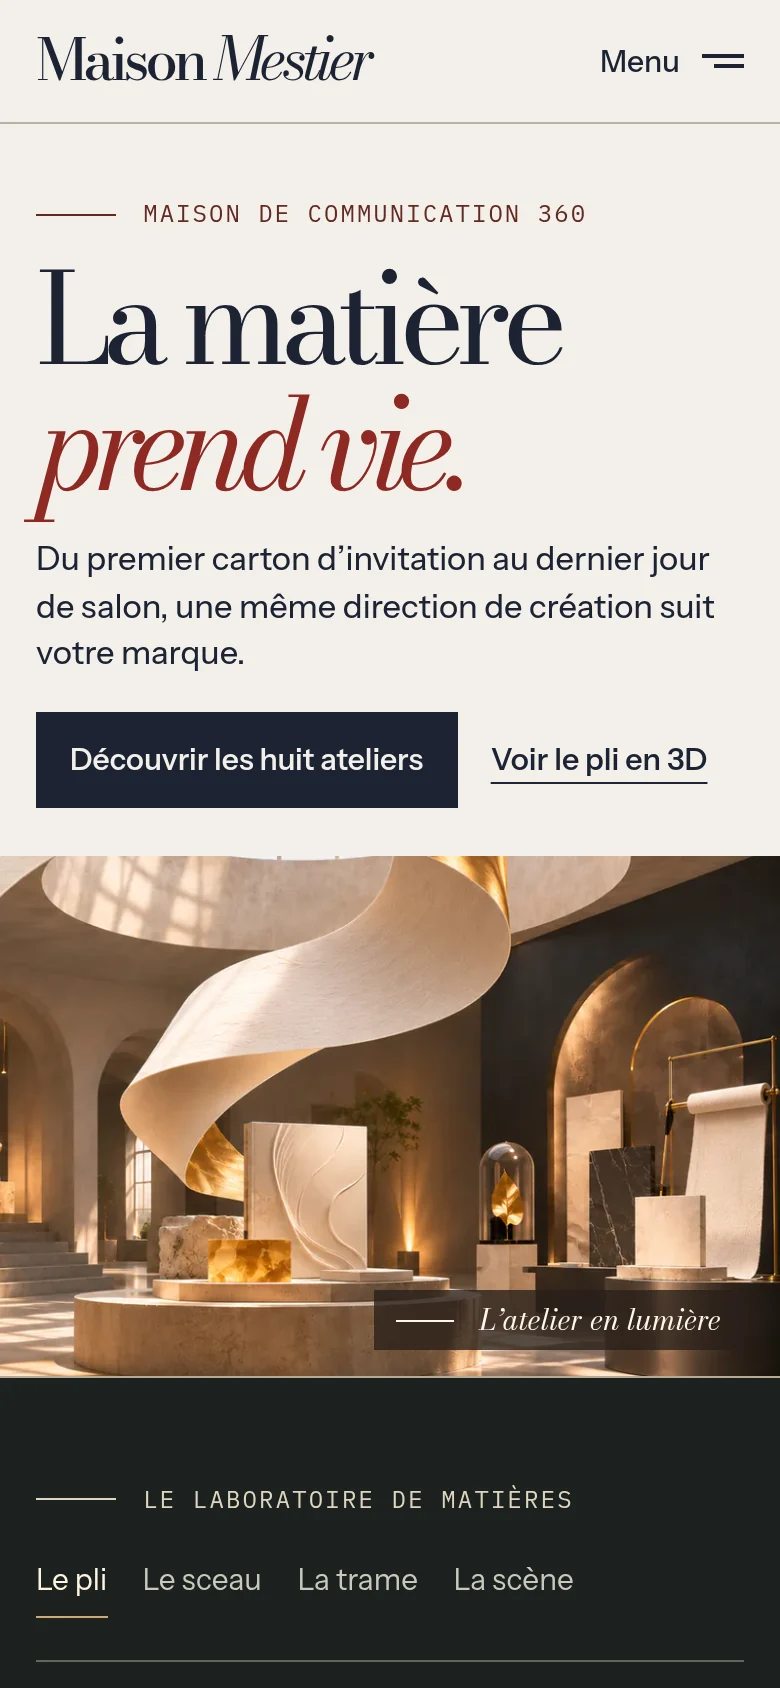 Maison Mestier
Menu
MAISON DE COMMUNICATION 360
La matière
prend vie.
Du premier carton d’invitation au dernier jour
de salon, une même direction de création suit
votre marque.
Découvrir les huit ateliers
Voir le pli en 3D
L’atelier en lumière
LE LABORATOIRE DE MATIÈRES
Le pli
Le sceau
La trame
La scène